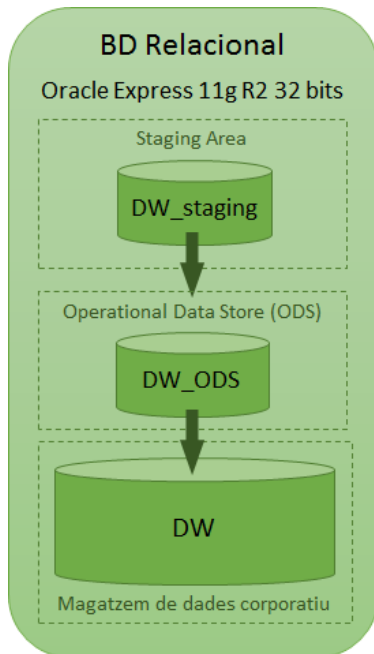 BD Relacional
Oracle Express 11g R2 32 bits
Staging Area
DW_staging
Operational Data Store (ODS)
DW_ODS
DW
Magatzem de dades corporatiu